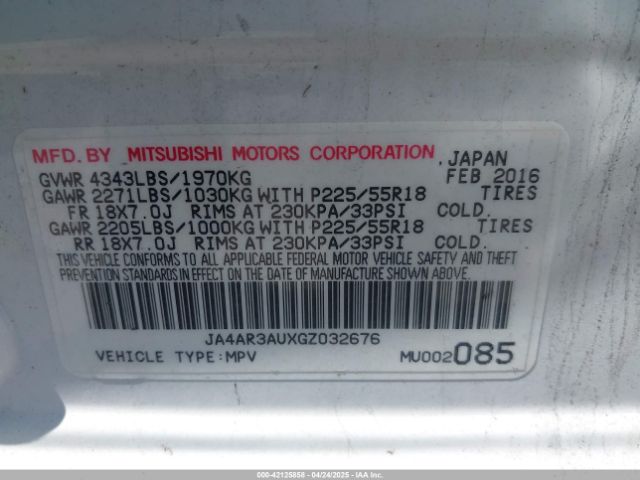 MFD. BY MITSUBISHI MOTORS CORPORATION, JAPAN
GVWR 4343LBS/1970KG FEB 2016
GAWR 2271LBS/1030KG WITH P225/55R18 TIRES
FR 18X7.0J RIMS AT 230KPA/33PSI COLD.
GAWR 2205LBS/1000KG WITH P225/55R18 TIRES
RR 18X7.0J RIMS AT 230KPA/33PSI COLD.
THIS VEHICLE CONFORMS TO ALL APPLICABLE FEDERAL MOTOR VEHICLE SAFETY AND THEFT
PREVENTION STANDARDS IN EFFECT ON THE DATE OF MANUFACTURE SHOWN ABOVE.
JA4AR3AUXGZ032676
VEHICLE TYPE:MPV MU002085
000-42125858 - 04/24/2025 - IAAI.COM